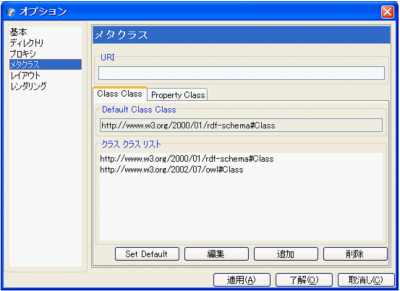 オプション
基本
ディレクトリ
プロキシ
メタクラス
レイアウト
レンダリング
メタクラス
URI
Class Class
Property Class
Default Class Class
http://www.w3.org/2000/01/rdf-schema#Class
クラス クラス リスト
http://www.w3.org/2000/01/rdf-schema#Class
http://www.w3.org/2002/07/owl#Class
Set Default
編集
追加
削除
適用(A)
了解(O)
取消し(C)